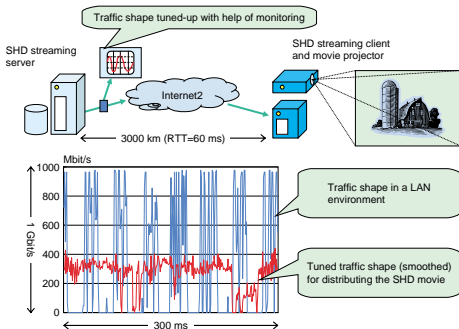 Traffic shape tuned-up with help of monitoring
SHD streaming
server
SHD streaming client
and movie projector
Internet2
3000 km (RTT=60 ms)
Mbit/s
1000
800
600
400
200
0
1 Gbit/s
300 ms
Traffic shape in a LAN
environment
Tuned traffic shape (smoothed)
for distributing the SHD movie